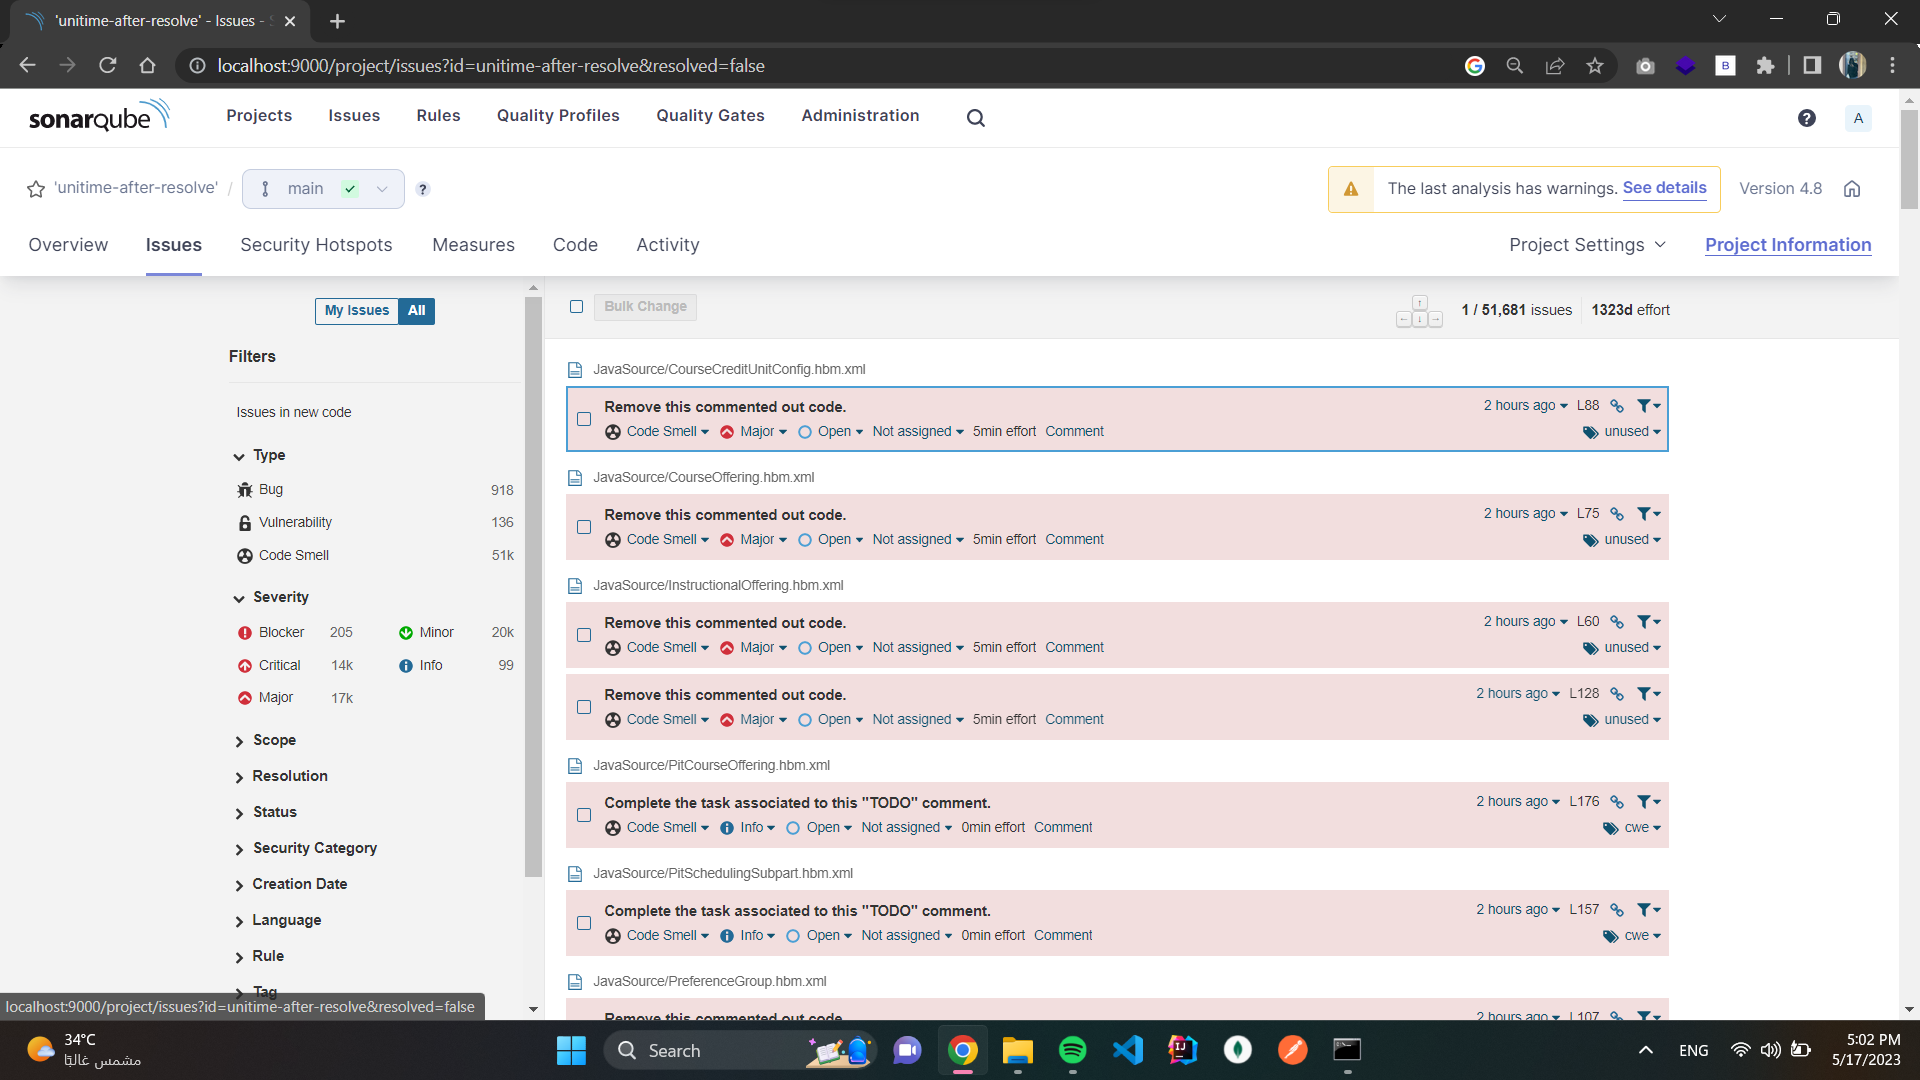 'unitime-after-resolve' - Issues - S
localhost:9000/project/issues?id=unitime-after-resolve&resolved=false
B
sonarqube
Projects
Issues
Rules
Quality Profiles
Quality Gates
Administration
?
A
'unitime-after-resolve' /
main
?
The last analysis has warnings. See details
Version 4.8
Overview
Issues
Security Hotspots
Measures
Code
Activity
Project Settings
Project Information
My Issues
All
Bulk Change
1 / 51,681 issues
1323d effort
Filters
Issues in new code
Type
Bug 918
Vulnerability 136
Code Smell 51k
Severity
Blocker 205
Minor 20k
Critical 14k
Info 99
Major 17k
Scope
Resolution
Status
Security Category
Creation Date
Language
Rule
Tag
JavaSource/CourseCreditUnitConfig.hbm.xml
Remove this commented out code.
2 hours ago L88
Code Smell Major Open Not assigned 5min effort Comment
unused
JavaSource/CourseOffering.hbm.xml
Remove this commented out code.
2 hours ago L75
Code Smell Major Open Not assigned 5min effort Comment
unused
JavaSource/InstructionalOffering.hbm.xml
Remove this commented out code.
2 hours ago L60
Code Smell Major Open Not assigned 5min effort Comment
unused
Remove this commented out code.
2 hours ago L128
Code Smell Major Open Not assigned 5min effort Comment
unused
JavaSource/PitCourseOffering.hbm.xml
Complete the task associated to this "TODO" comment.
2 hours ago L176
Code Smell Info Open Not assigned 0min effort Comment
cwe
JavaSource/PitSchedulingSubpart.hbm.xml
Complete the task associated to this "TODO" comment.
2 hours ago L157
Code Smell Info Open Not assigned 0min effort Comment
cwe
JavaSource/PreferenceGroup.hbm.xml
Remove this commented out code.
2 hours ago L107
localhost:9000/project/issues?id=unitime-after-resolve&resolved=false
34°C
مشمس غالبًا
Search
IJ
ENG
5:02 PM
5/17/2023